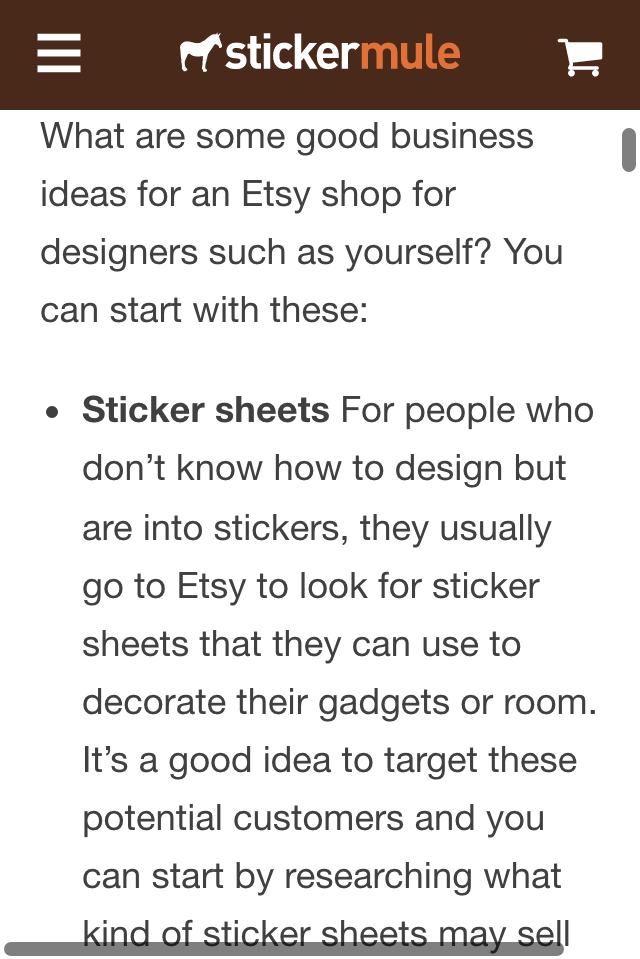 stickermule
What are some good business
ideas for an Etsy shop for
designers such as yourself? You
can start with these:
• Sticker sheets For people who
don’t know how to design but
are into stickers, they usually
go to Etsy to look for sticker
sheets that they can use to
decorate their gadgets or room.
It’s a good idea to target these
potential customers and you
can start by researching what
kind of sticker sheets may sell